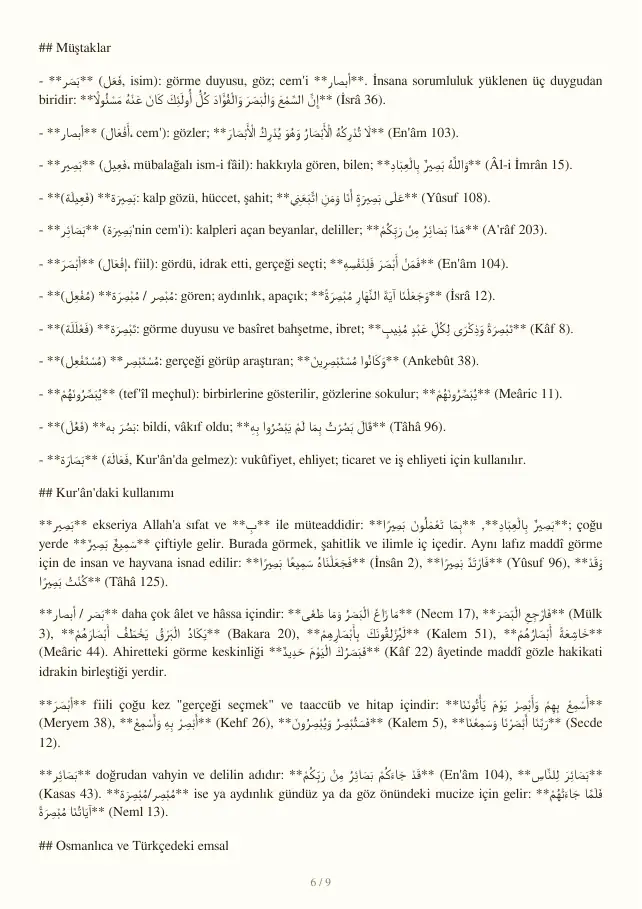 ## Müştaklar
- **بَصَر** (فَعَل, isim): görme duyusu, göz; cem'i **أبصار**. İnsana sorumluluk yüklenen üç duygudan
biridir: **إِنَّ السَّمْعَ وَالْبَصَرَ وَالْفُؤَادَ كُلُّ أُولَٰئِكَ كَانَ عَنْهُ مَسْئُولًا** (İsrâ 36).
- **أبصار** (أَفْعَال, cem'): gözler; **لَا تُدْرِكُهُ الْأَبْصَارُ وَهُوَ يُدْرِكُ الْأَبْصَارَ** (En'âm 103).
- **بصير** (فَعِيل, mübalağalı ism-i fâil): hakkıyla gören, bilen; **وَاللَّهُ بَصِيرٌ بِالْعِبَادِ** (Âl-i İmrân 15).
- **بَصِيرَة** (فَعِيلَة): kalp gözü, hüccet, şahit; **عَلَى بَصِيرَةٍ أَنَا وَمَنِ اتَّبَعَنِي** (Yûsuf 108).
- **بَصَائِر** (بَصِيرَة'nin cem'i): kalpleri açan beyanlar, deliller; **هَذَا بَصَائِرُ مِنْ رَبِّكُمْ** (A'râf 203).
- **أَبْصَرَ** (إِفْعَال, fiil): gördü, idrak etti, gerçeği seçti; **فَمَنْ أَبْصَرَ فَلِنَفْسِهِ** (En'âm 104).
- **مُبْصِر / مُبْصِرَة** (مُفْعِل): gören; aydınlık, apaçık; **وَجَعَلْنَا آيَةَ النَّهَارِ مُبْصِرَةً** (İsrâ 12).
- **تَبْصِرَة** (تَفْعِلَة): görme duyusu ve basîret bahşetme, ibret; **تَبْصِرَةً وَذِكْرَى لِكُلِّ عَبْدٍ مُنِيبٍ** (Kâf 8).
- **مُسْتَبْصِر** (مُسْتَفْعِل): gerçeği görüp araştıran; **وَكَانُوا مُسْتَبْصِرِينَ** (Ankebût 38).
- **يُبَصَّرُونَهُمْ** (tef'îl meçhul): birbirlerine gösterilir, gözlerine sokulur; **يُبَصَّرُونَهُمْ** (Meâric 11).
- **بَصُرَ به** (فَعُلَ): bildi, vâkıf oldu; **قَالَ بَصُرْتُ بِمَا لَمْ يَبْصُرُوا بِهِ** (Tâhâ 96).
- **بَصَارَة** (فَعَالَة, Kur'ân'da gelmez): vukûfiyet, ehliyet; ticaret ve iş ehliyeti için kullanılır.
## Kur'ân'daki kullanımı
**بصير** ekseriya Allah'a sıfat ve **بِ** ile müteaddidir: **بَصِيرٌ بِالْعِبَادِ**, **بِمَا تَعْمَلُونَ بَصِيرًا**; çoğu
yerde **سَمِيعٌ بَصِيرٌ** çiftiyle gelir. Burada görmek, şahitlik ve ilimle iç içedir. Aynı lafız maddî görme
için de insan ve hayvana isnad edilir: **فَجَعَلْنَاهُ سَمِيعًا بَصِيرًا** (İnsân 2), **فَارْتَدَّ بَصِيرًا** (Yûsuf 96), **وَقَدْ
كُنْتُ بَصِيرًا** (Tâhâ 125).
**بَصَر / أبصار** daha çok âlet ve hâssa içindir: **مَا زَاغَ الْبَصَرُ وَمَا طَغَى** (Necm 17), **فَارْجِعِ الْبَصَرَ** (Mülk
3), **يَكَادُ الْبَرْقُ يَخْطَفُ أَبْصَارَهُمْ** (Bakara 20), **لَيُزْلِقُونَكَ بِأَبْصَارِهِمْ** (Kalem 51), **خَاشِعَةً أَبْصَارُهُمْ**
(Meâric 44). Ahiretteki görme keskinliği **فَبَصَرُكَ الْيَوْمَ حَدِيدٌ** (Kâf 22) âyetinde maddî gözle hakikati
idrakin birleştiği yerdir.
**أَبْصَرَ** fiili çoğu kez "gerçeği seçmek" ve taaccüb ve hitap içindir: **أَسْمِعْ بِهِمْ وَأَبْصِرْ يَوْمَ يَأْتُونَنَا**
(Meryem 38), **أَبْصِرْ بِهِ وَأَسْمِعْ** (Kehf 26), **فَسَتُبْصِرُ وَيُبْصِرُونَ** (Kalem 5), **رَبَّنَا أَبْصَرْنَا وَسَمِعْنَا** (Secde
12).
**بَصَائِر** doğrudan vahyin ve delilin adıdır: **قَدْ جَاءَكُمْ بَصَائِرُ مِنْ رَبِّكُمْ** (En'âm 104), **بَصَائِرَ لِلنَّاسِ**
(Kasas 43). **مُبْصِر/مُبْصِرَة** ise ya aydınlık gündüz ya da göz önündeki mucize için gelir: **فَلَمَّا جَاءَتْهُمْ
آيَاتُنَا مُبْصِرَةً** (Neml 13).
## Osmanlıca ve Türkçedeki emsal
6 / 9